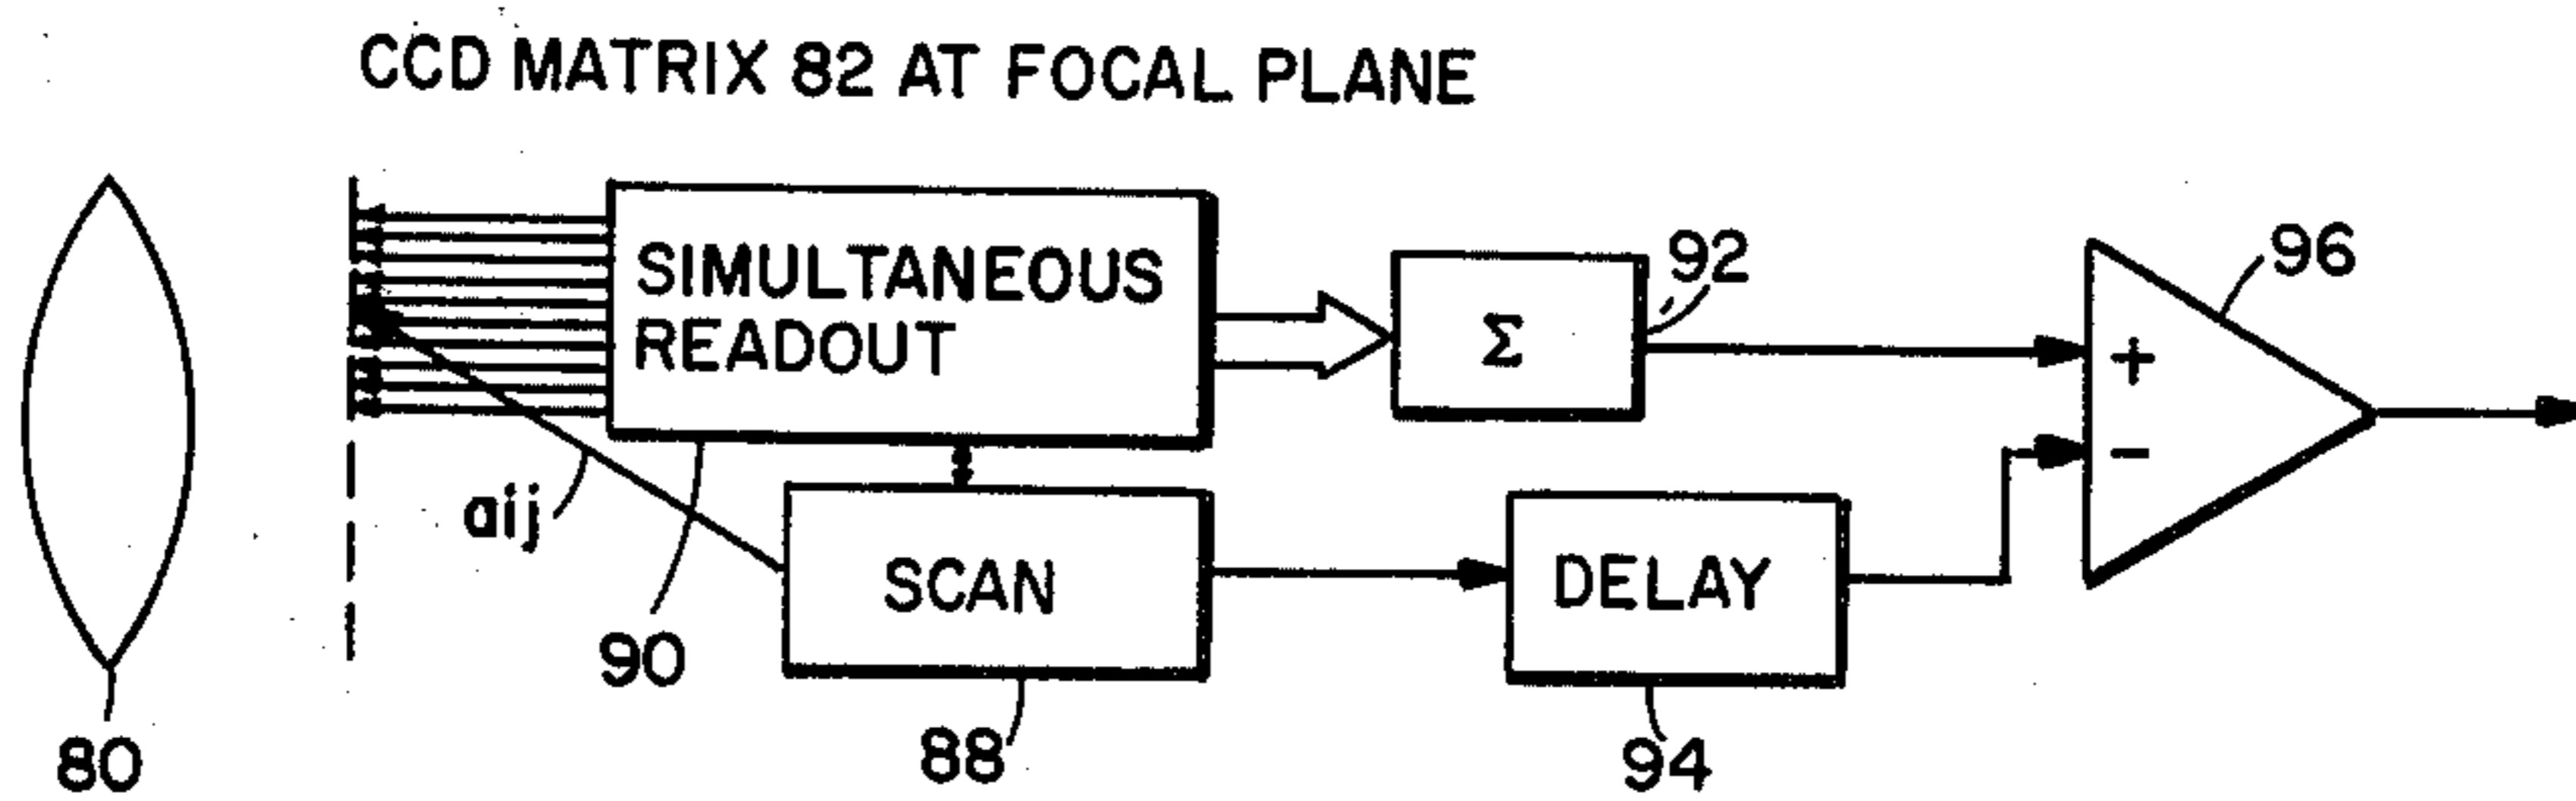 CCD MATRIX 82 AT FOCAL PLANE
SIMULTANEOUS
READOUT
Σ
92
96
+
-
aij
SCAN
DELAY
90
88
94
80